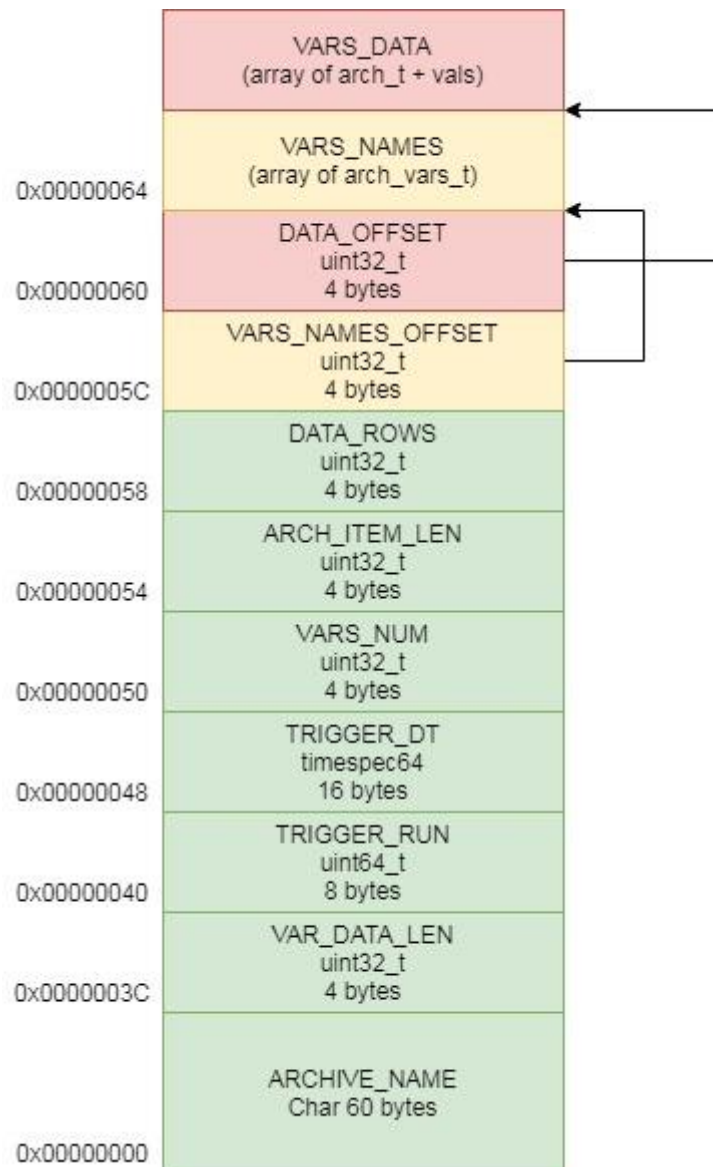 VARS_DATA
(array of arch_t + vals)
VARS_NAMES
(array of arch_vars_t)
0x00000064
DATA_OFFSET
uint32_t
4 bytes
0x00000060
VARS_NAMES_OFFSET
uint32_t
4 bytes
0x0000005C
DATA_ROWS
uint32_t
4 bytes
0x00000058
ARCH_ITEM_LEN
uint32_t
4 bytes
0x00000054
VARS_NUM
uint32_t
4 bytes
0x00000050
TRIGGER_DT
timespec64
16 bytes
0x00000048
TRIGGER_RUN
uint64_t
8 bytes
0x00000040
VAR_DATA_LEN
uint32_t
4 bytes
0x0000003C
ARCHIVE_NAME
Char 60 bytes
0x00000000